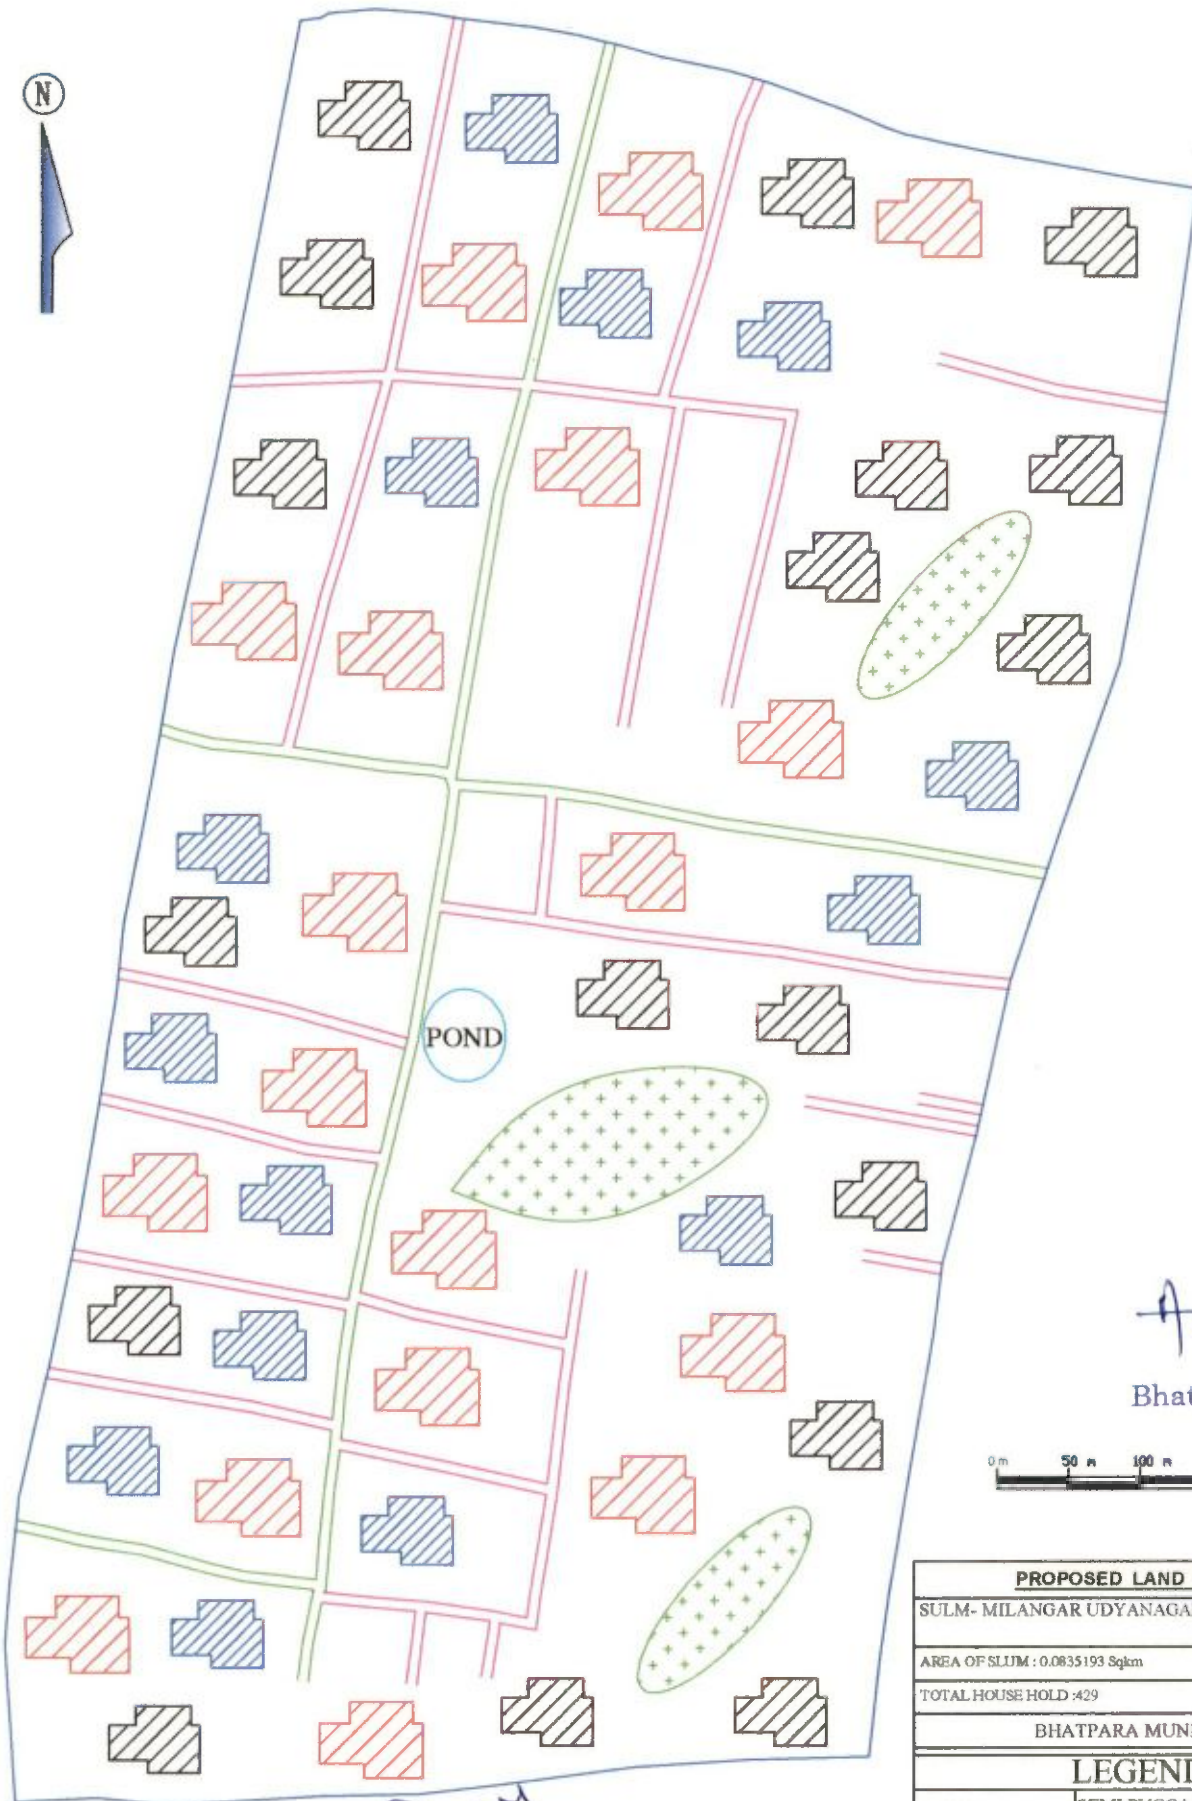 N
POND
Bhat
0 m 50 m 100 m
PROPOSED LAND
SULM- MILANGAR UDYANAGA
AREA OF SLUM : 0.0835193 Sqkm
TOTAL HOUSE HOLD :429
BHATPARA MUN
LEGEND